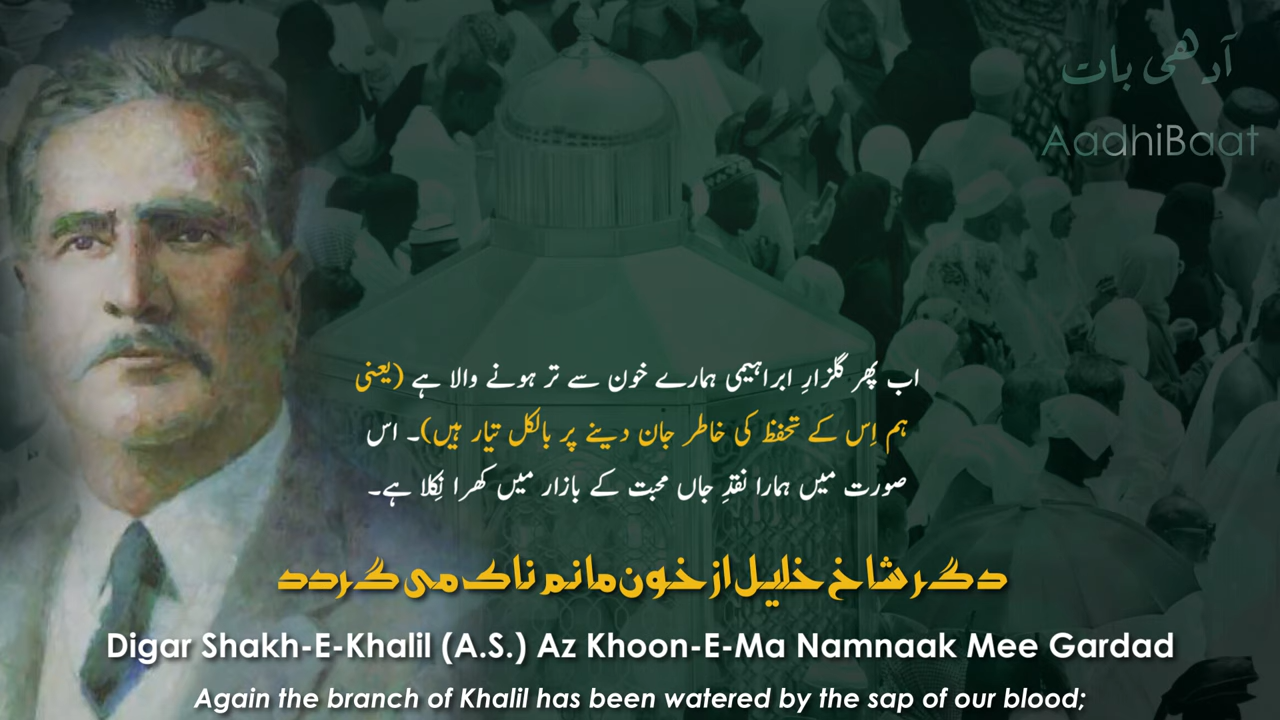 آدھی بات
AadhiBaat
اب پھر گلزارِ ابراہیمی ہمارے خون سے تر ہونے والا ہے (یعنی
ہم اِس کے تحفظ کی خاطر جان دینے پر بالکل تیار ہیں)۔ اس
صورت میں ہمارا نقدِ جاں محبت کے بازار میں کھرا نِکلا ہے۔
دگر شاخ خلیل از خون ما نم ناک می گردد
Digar Shakh-E-Khalil (A.S.) Az Khoon-E-Ma Namnaak Mee Gardad
Again the branch of Khalil has been watered by the sap of our blood;